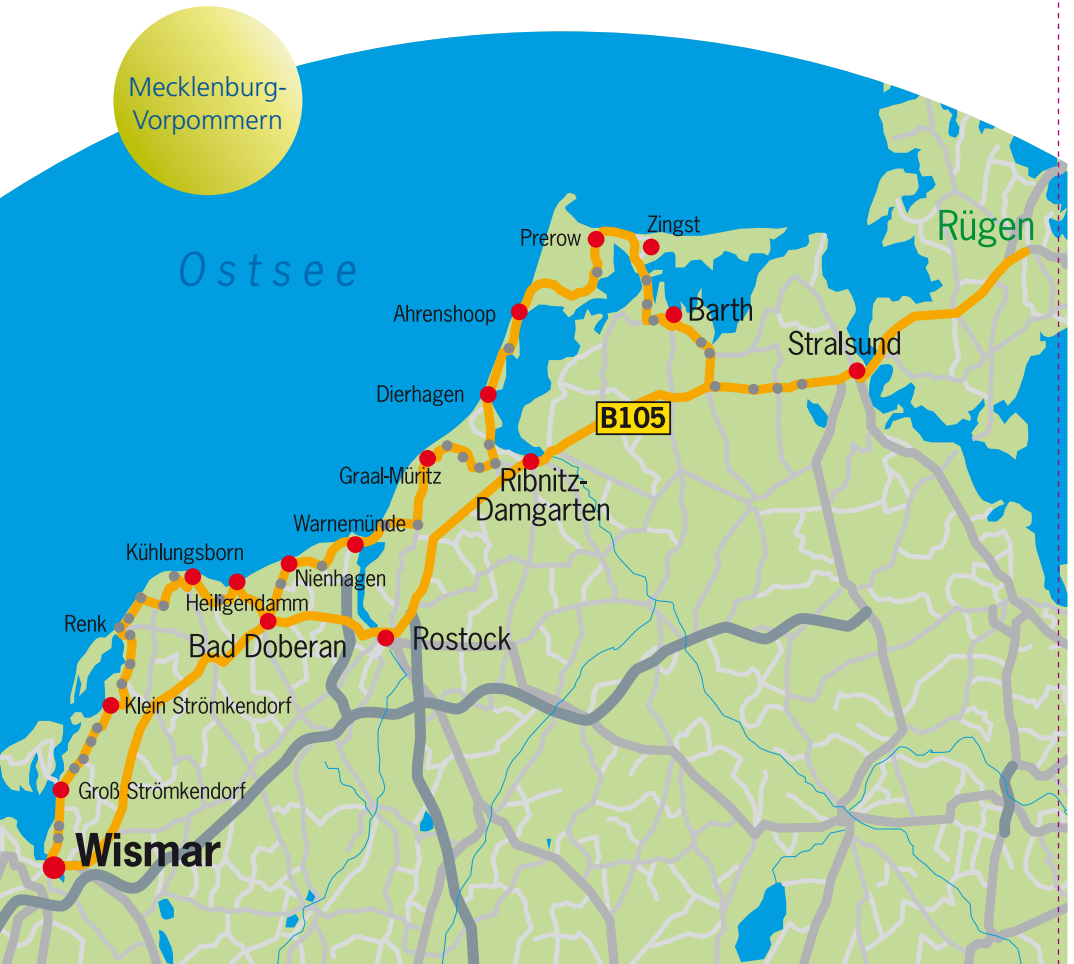 Mecklenburg-
Vorpommern
Ostsee
Rügen
Zingst
Prerow
Barth
Ahrenshoop
Stralsund
Dierhagen
B105
Graal-Müritz
Ribnitz-
Damgarten
Warnemünde
Kühlungsborn
Nienhagen
Heiligendamm
Renk
Bad Doberan
Rostock
Klein Strömkendorf
Groß Strömkendorf
Wismar